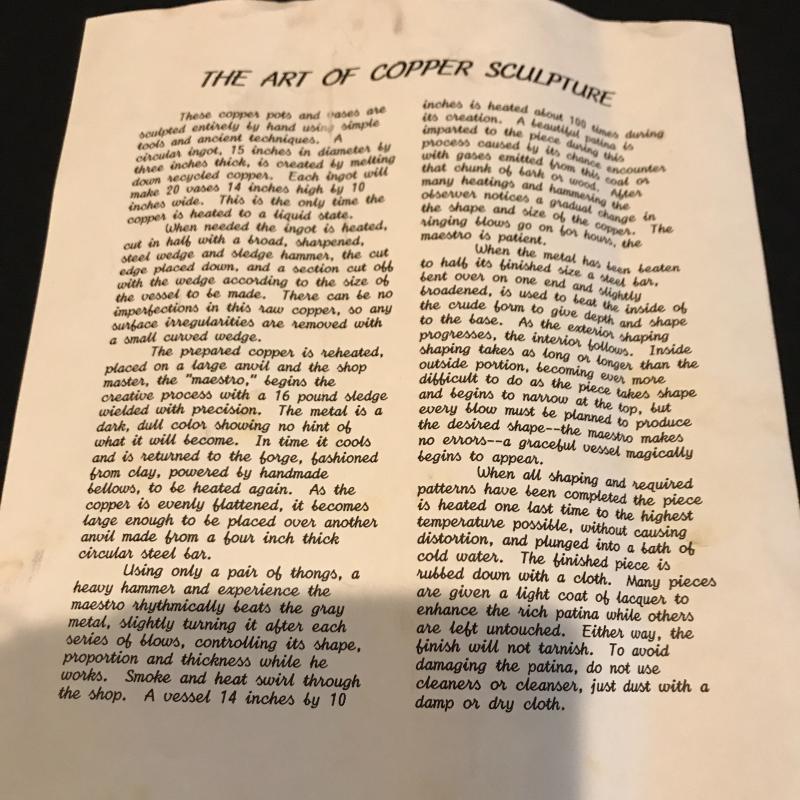 THE ART OF COPPER SCULPTURE
These copper pots and vases are
sculpted entirely by hand using simple
tools and ancient techniques. A
circular ingot, 15 inches in diameter by
three inches thick, is created by melting
down recycled copper. Each ingot will
make 20 vases 14 inches high by 10
inches wide. This is the only time the
copper is heated to a liquid state.
When needed the ingot is heated,
cut in half with a broad, sharpened,
steel wedge and sledge hammer, the cut
edge placed down, and a section cut off
with the wedge according to the size of
the vessel to be made. There can be no
imperfections in this raw copper, so any
surface irregularities are removed with
a small curved wedge.
The prepared copper is reheated,
placed on a large anvil and the shop
master, the "maestro," begins the
creative process with a 16 pound sledge
wielded with precision. The metal is a
dark, dull color showing no hint of
what it will become. In time it cools
and is returned to the forge, fashioned
from clay, powered by handmade
bellows, to be heated again. As the
copper is evenly flattened, it becomes
large enough to be placed over another
anvil made from a four inch thick
circular steel bar.
Using only a pair of thongs, a
heavy hammer and experience the
maestro rhythmically beats the gray
metal, slightly turning it after each
series of blows, controlling its shape,
proportion and thickness while he
works. Smoke and heat swirl through
the shop. A vessel 14 inches by 10
inches is heated about 100 times during
its creation. A beautiful patina is
imparted to the piece during this
process caused by its chance encounter
with gases emitted from this coal or
that chunk of bark or wood. After
many heatings and hammering the
observer notices a gradual change in
the shape and size of the copper. The
ringing blows go on for hours, the
maestro is patient.
When the metal has been beaten
to half its finished size a steel bar,
bent over on one end and slightly
broadened, is used to beat the inside of
the crude form to give depth and shape
to the base. As the exterior shaping
progresses, the interior follows. Inside
shaping takes as long or longer than the
outside portion, becoming ever more
difficult to do as the piece takes shape
and begins to narrow at the top, but
every blow must be planned to produce
the desired shape--the maestro makes
no errors--a graceful vessel magically
begins to appear.
When all shaping and required
patterns have been completed the piece
is heated one last time to the highest
temperature possible, without causing
distortion, and plunged into a bath of
cold water. The finished piece is
rubbed down with a cloth. Many pieces
are given a light coat of lacquer to
enhance the rich patina while others
are left untouched. Either way, the
finish will not tarnish. To avoid
damaging the patina, do not use
cleaners or cleanser, just dust with a
damp or dry cloth.